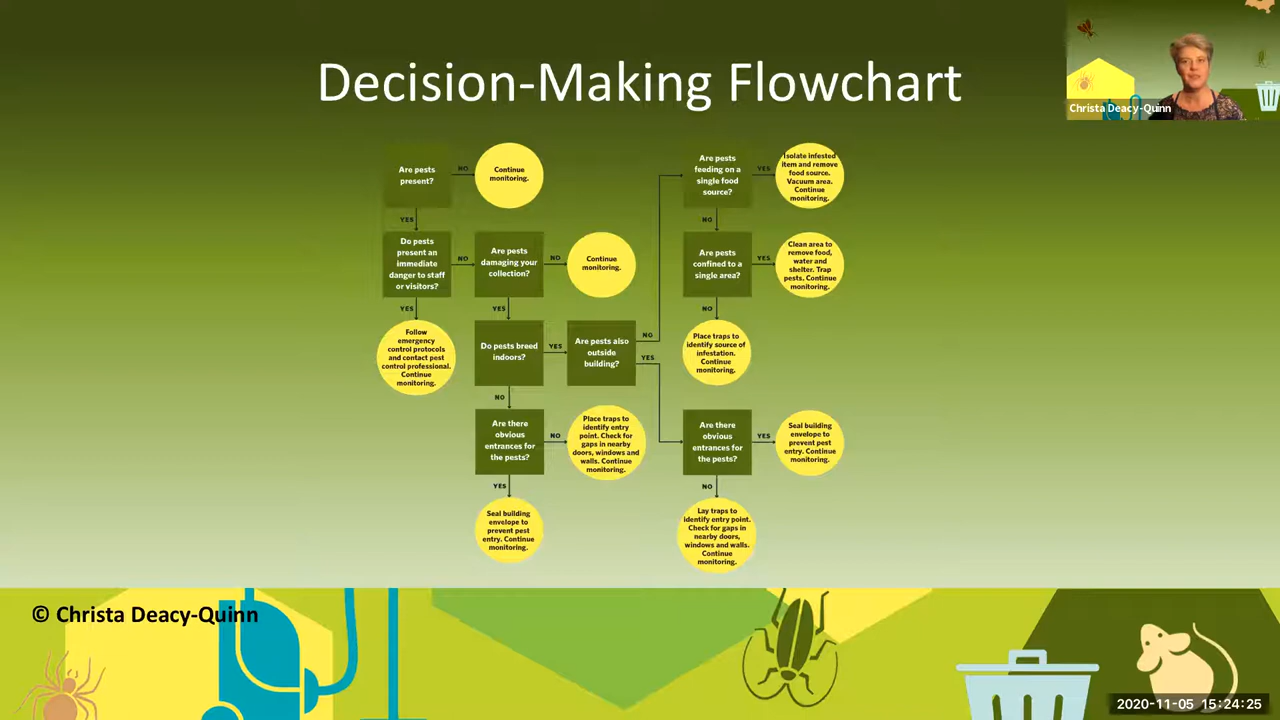 Decision-Making Flowchart
Christa Deacy-Quinn
Are pests
present?
NO
Continue
monitoring.
YES
Do pests
present an
immediate
danger to staff
or visitors?
NO
Are pests
damaging your
collection?
NO
Continue
monitoring.
YES
Follow
emergency
control protocols
and contact pest
control professional.
Continue
monitoring.
YES
Do pests breed
indoors?
YES
Are pests also
outside
building?
NO
YES
NO
Are there
obvious
entrances for
the pests?
NO
Place traps to
identify entry
point. Check for
gaps in nearby
doors, windows and
walls. Continue
monitoring.
YES
Seal building
envelope to
prevent pest
entry. Continue
monitoring.
Are pests
feeding on a
single food
source?
YES
Isolate infested
item and remove
food source.
Vacuum area.
Continue
monitoring.
NO
Are pests
confined to a
single area?
YES
Clean area to
remove food,
water and
shelter. Trap
pests. Continue
monitoring.
NO
Place traps to
identify source of
infestation.
Continue
monitoring.
Are there
obvious
entrances for
the pests?
YES
Seal building
envelope to
prevent pest
entry. Continue
monitoring.
NO
Lay traps to
identify entry point.
Check for gaps in
nearby doors,
windows and walls.
Continue
monitoring.
© Christa Deacy-Quinn
2020-11-05 15:24:25